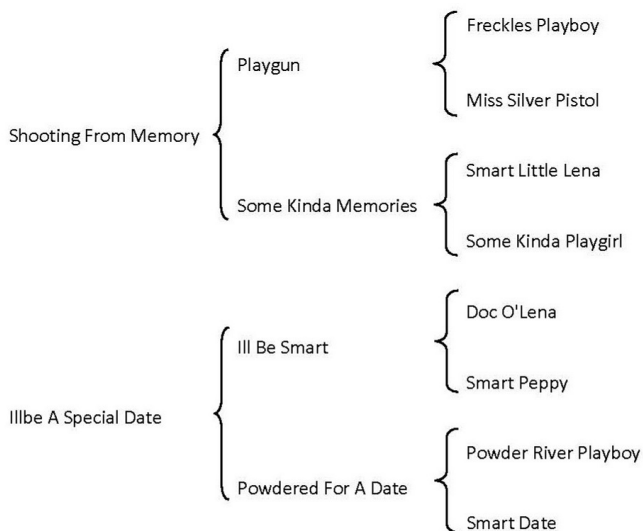 Freckles Playboy
Playgun
Miss Silver Pistol
Shooting From Memory
Smart Little Lena
Some Kinda Memories
Some Kinda Playgirl
Doc O'Lena
Ill Be Smart
Smart Peppy
Illbe A Special Date
Powder River Playboy
Powdered For A Date
Smart Date